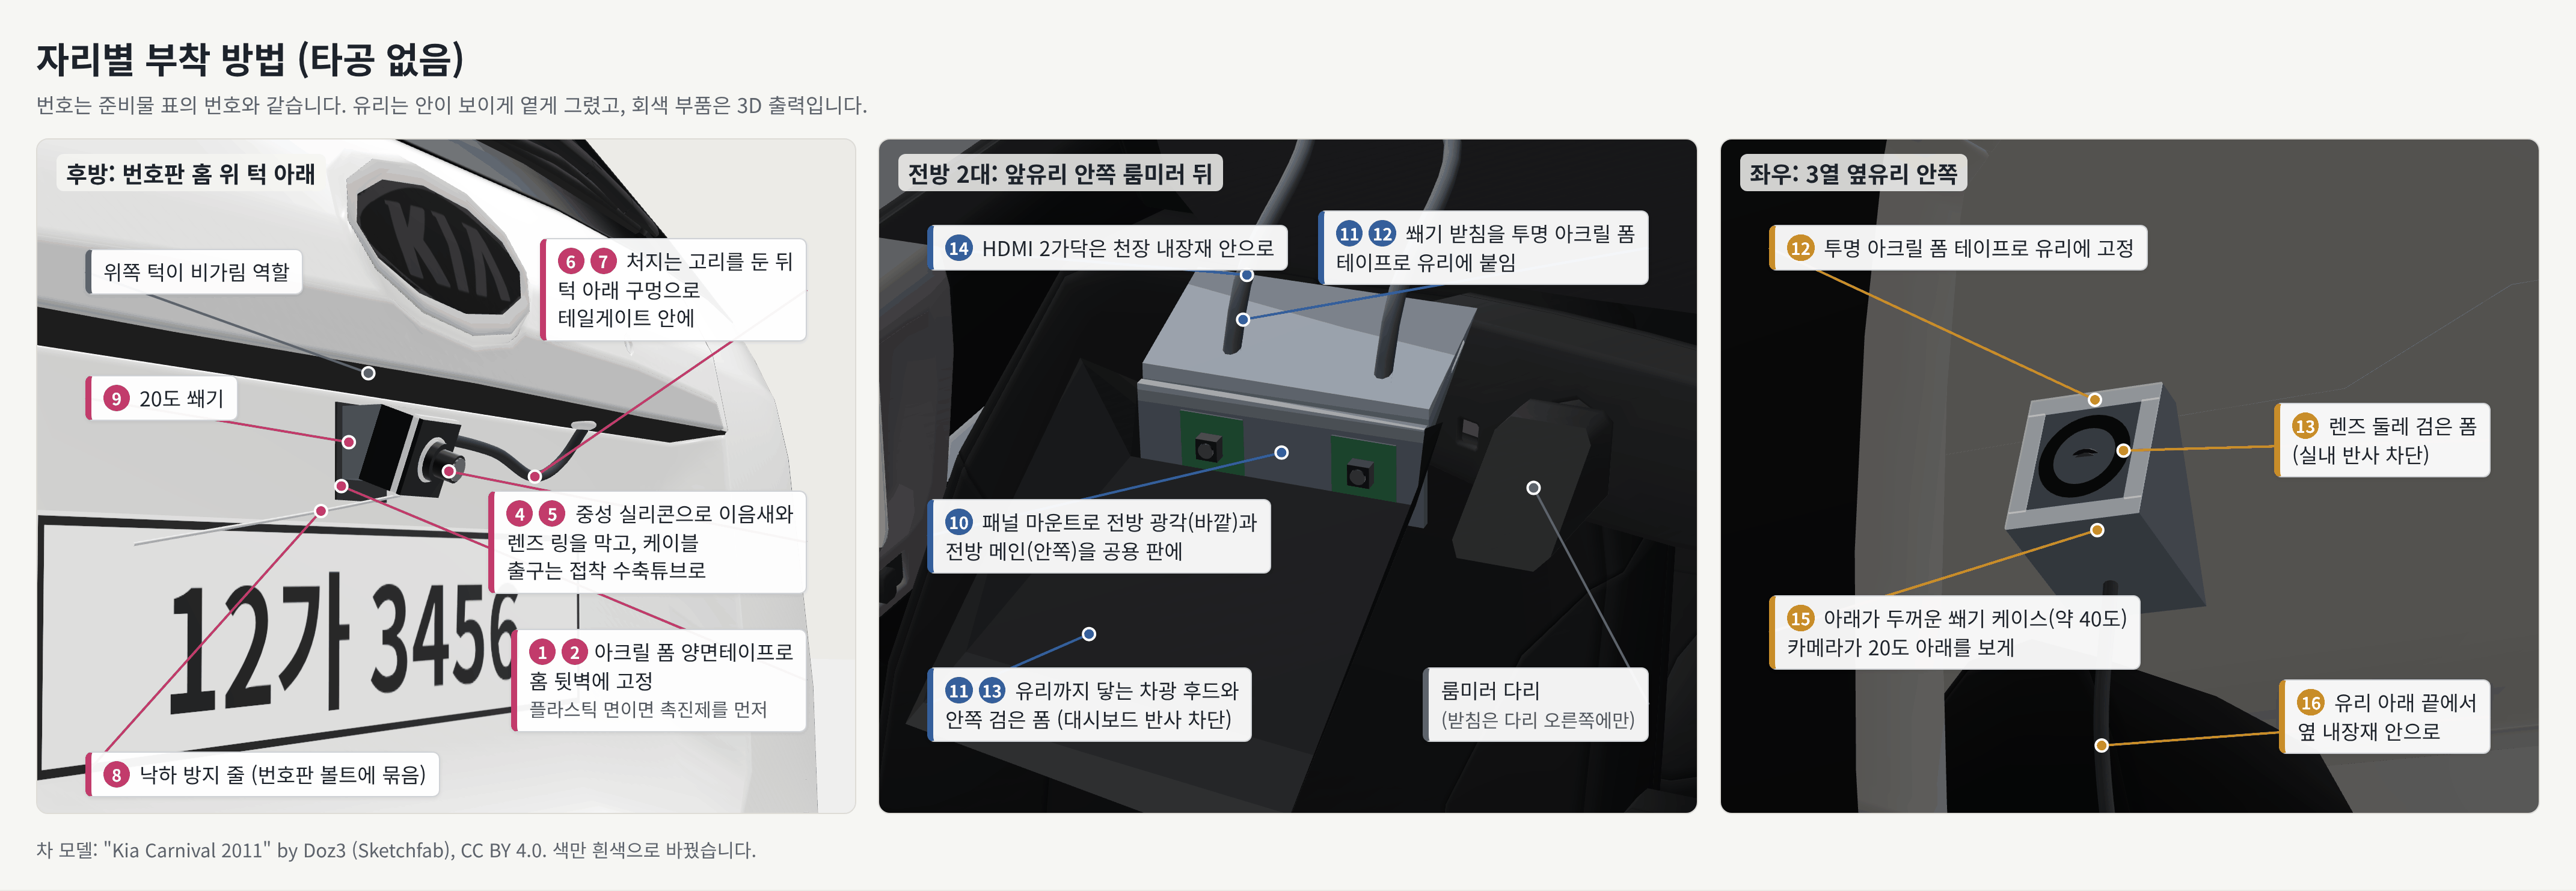 자리별 부착 방법 (타공 없음)
번호는 준비물 표의 번호와 같습니다. 유리는 안이 보이게 옅게 그렸고, 회색 부품은 3D 출력입니다.
후방: 번호판 홈 위 턱 아래
KIA
위쪽 턱이 비가림 역할
6 7 처지는 고리를 둔 뒤
턱 아래 구멍으로
테일게이트 안에
9 20도 쐐기
4 5 중성 실리콘으로 이음새와
렌즈 링을 막고, 케이블
출구는 접착 수축튜브로
12가 3456
1 2 아크릴 폼 양면테이프로
홈 뒷벽에 고정
플라스틱 면이면 촉진제를 먼저
8 낙하 방지 줄 (번호판 볼트에 묶음)
전방 2대: 앞유리 안쪽 룸미러 뒤
14 HDMI 2가닥은 천장 내장재 안으로
11 12 쐐기 받침을 투명 아크릴 폼
테이프로 유리에 붙임
10 패널 마운트로 전방 광각(바깥)과
전방 메인(안쪽)을 공용 판에
11 13 유리까지 닿는 차광 후드와
안쪽 검은 폼 (대시보드 반사 차단)
룸미러 다리
(받침은 다리 오른쪽에만)
좌우: 3열 옆유리 안쪽
12 투명 아크릴 폼 테이프로 유리에 고정
13 렌즈 둘레 검은 폼
(실내 반사 차단)
15 아래가 두꺼운 쐐기 케이스(약 40도)
카메라가 20도 아래를 보게
16 유리 아래 끝에서
옆 내장재 안으로
차 모델: "Kia Carnival 2011" by Doz3 (Sketchfab), CC BY 4.0. 색만 흰색으로 바꿨습니다.